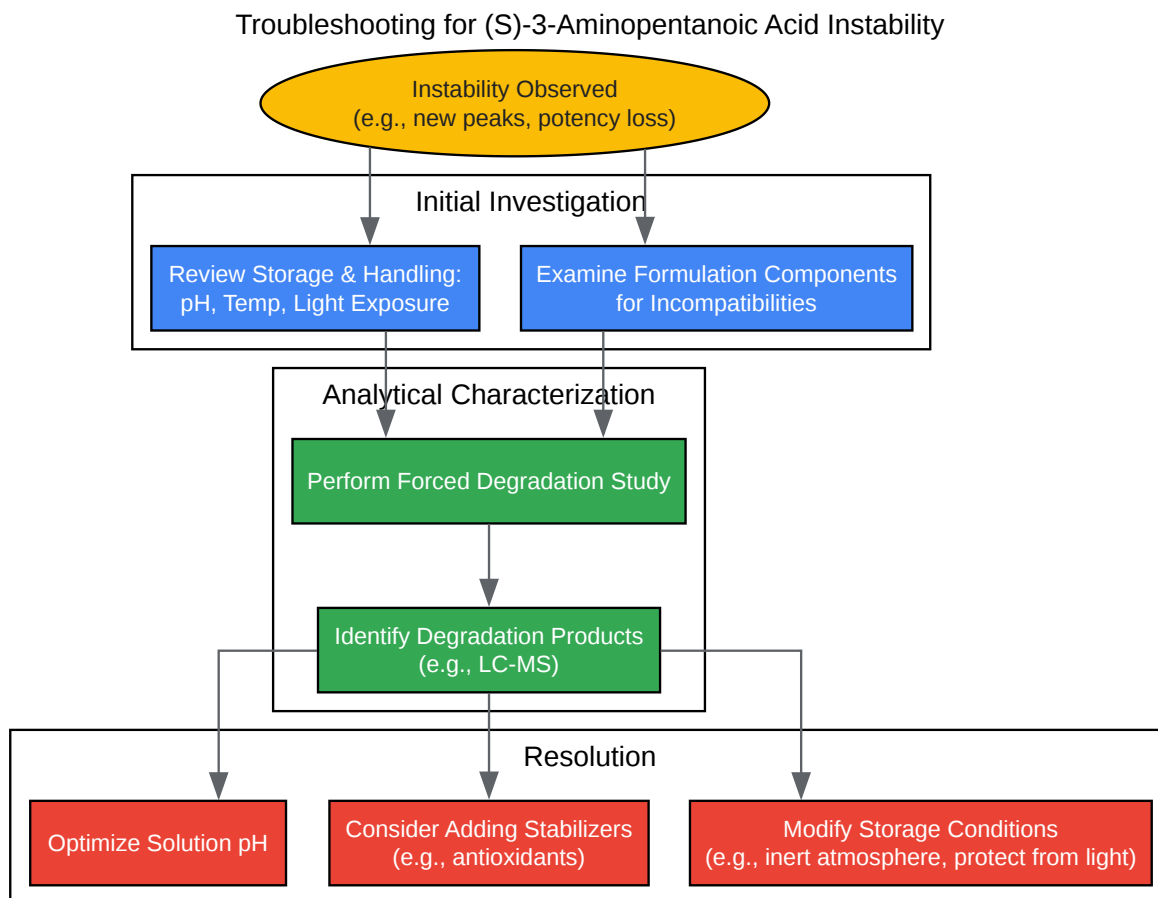 Troubleshooting for (S)-3-Aminopentanoic Acid Instability
Instability Observed
(e.g., new peaks, potency loss)
Initial Investigation
Review Storage & Handling:
pH, Temp, Light Exposure
Examine Formulation Components
for Incompatibilities
Analytical Characterization
Perform Forced Degradation Study
Identify Degradation Products
(e.g., LC-MS)
Resolution
Optimize Solution pH
Consider Adding Stabilizers
(e.g., antioxidants)
Modify Storage Conditions
(e.g., inert atmosphere, protect from light)